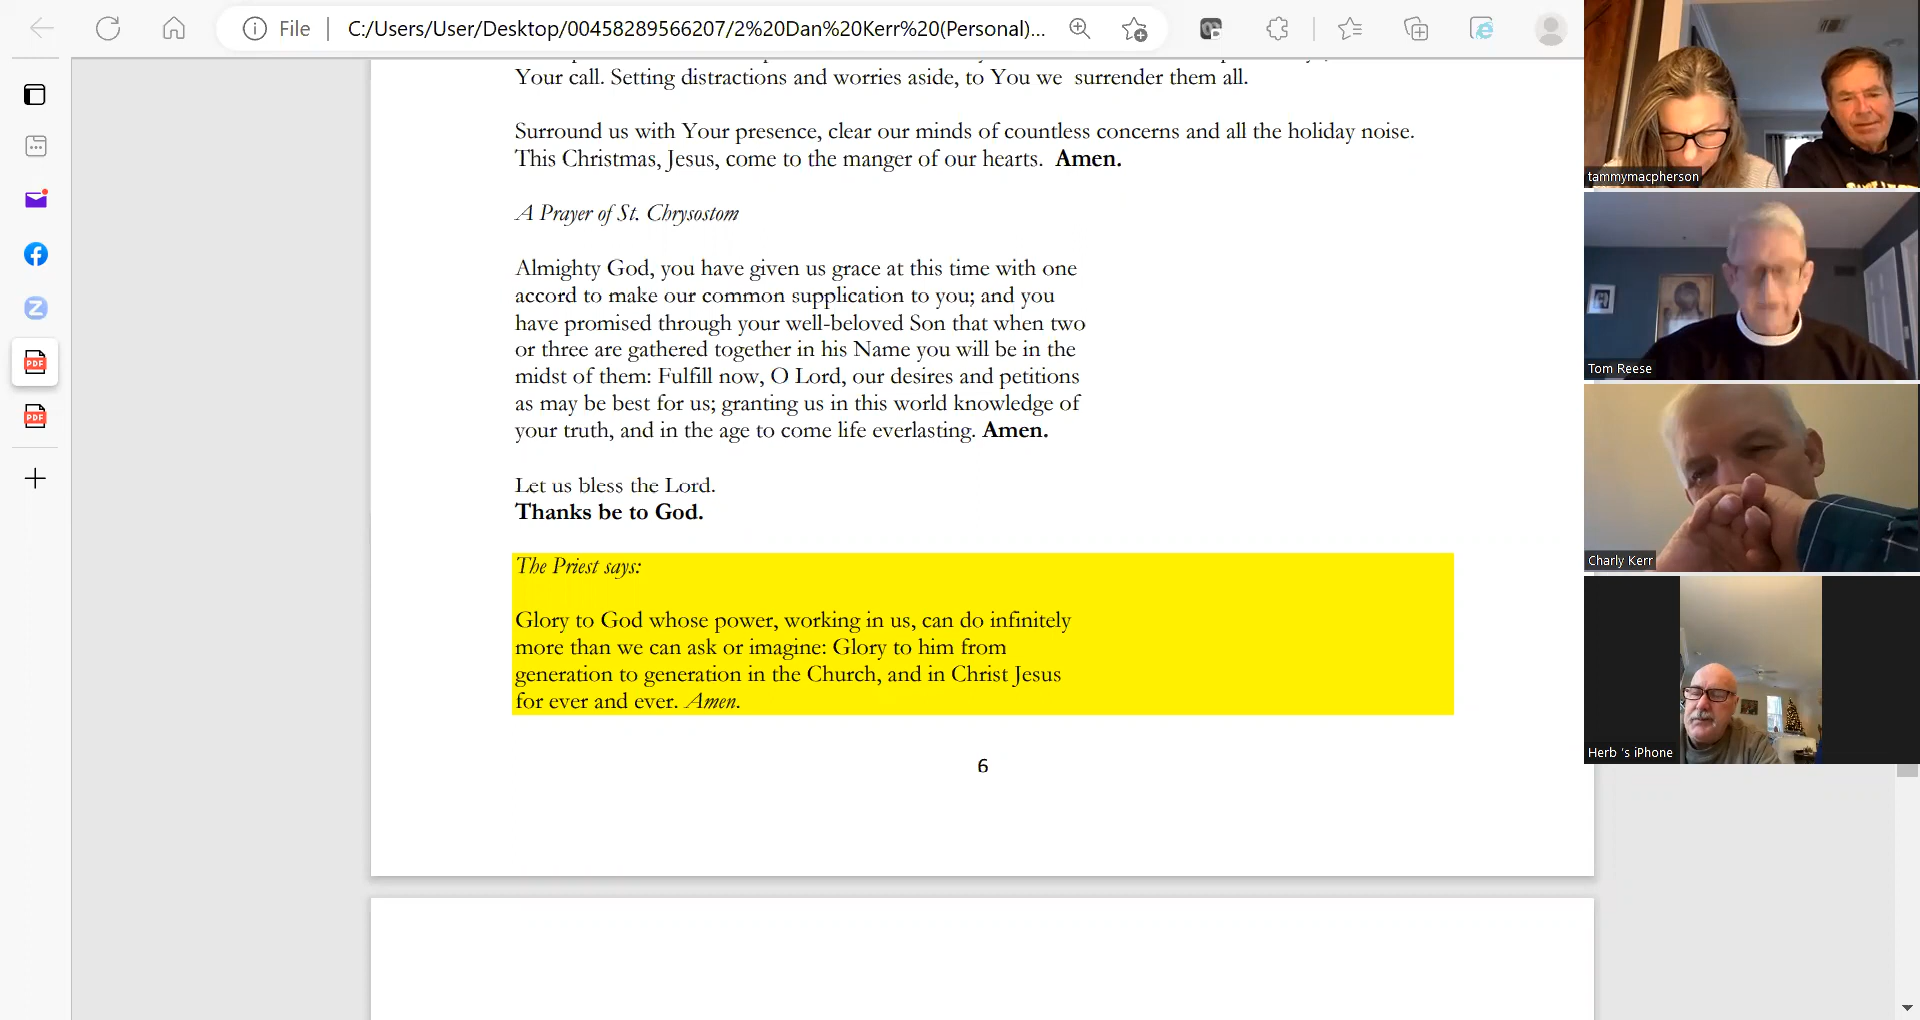 File
C:/Users/User/Desktop/00458289566207/2%20Dan%20Kerr%20(Personal)...
Your call. Setting distractions and worries aside, to You we surrender them all.
Surround us with Your presence, clear our minds of countless concerns and all the holiday noise.
This Christmas, Jesus, come to the manger of our hearts. Amen.
A Prayer of St. Chrysostom
Almighty God, you have given us grace at this time with one
accord to make our common supplication to you; and you
have promised through your well-beloved Son that when two
or three are gathered together in his Name you will be in the
midst of them: Fulfill now, O Lord, our desires and petitions
as may be best for us; granting us in this world knowledge of
your truth, and in the age to come life everlasting. Amen.
Let us bless the Lord.
Thanks be to God.
The Priest says:
Glory to God whose power, working in us, can do infinitely
more than we can ask or imagine: Glory to him from
generation to generation in the Church, and in Christ Jesus
for ever and ever. Amen.
6
tammymacpherson
Tom Reese
Charly Kerr
Herb 's iPhone
PDF
PDF